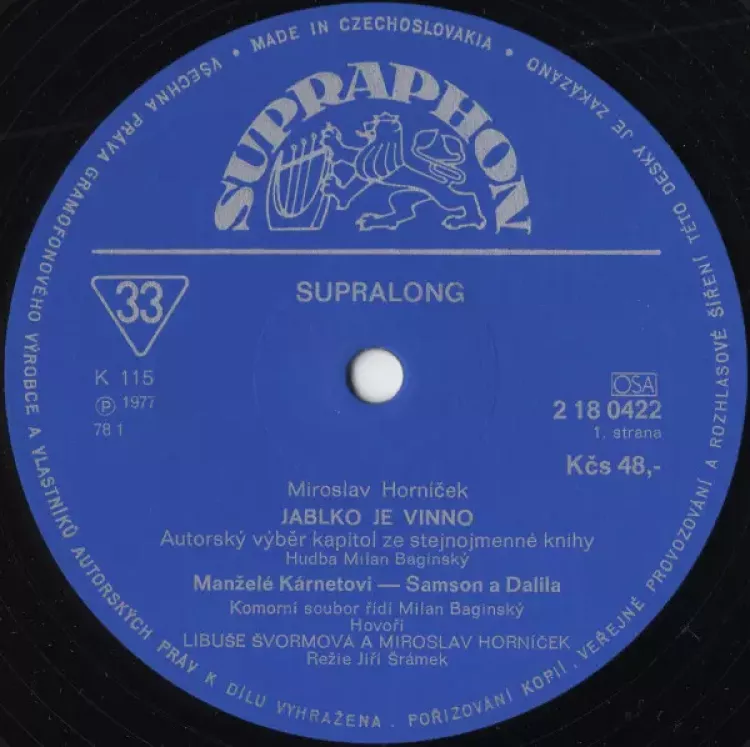 VŠECHNA PRÁVA GRAMOFONOVÉHO VÝROBCE A VLASTNÍKŮ AUTORSKÝCH PRÁV K DÍLU VYHRAŽENA . POŘIZOVÁNÍ KOPIÍ, VEŘEJNÉ PROVOZOVÁNÍ A ROZHLASOVÉ ŠÍŘENÍ TÉTO DESKY JE ZAKÁZÁNO
• MADE IN CZECHOSLOVAKIA •
SUPRAPHON
33
SUPRALONG
K 115
Ⓟ 1977
78 1
OSA
2 18 0422
1. strana
Kčs 48,-
Miroslav Horníček
JABLKO JE VINNO
Autorský výběr kapitol ze stejnojmenné knihy
Hudba Milan Bagínský
Manželé Kárnetovi — Samson a Dalila
Komorní soubor řídí Milan Baginský
Hovoří
LIBUŠE ŠVORMOVÁ A MIROSLAV HORNÍČEK
Režie Jiří Šrámek